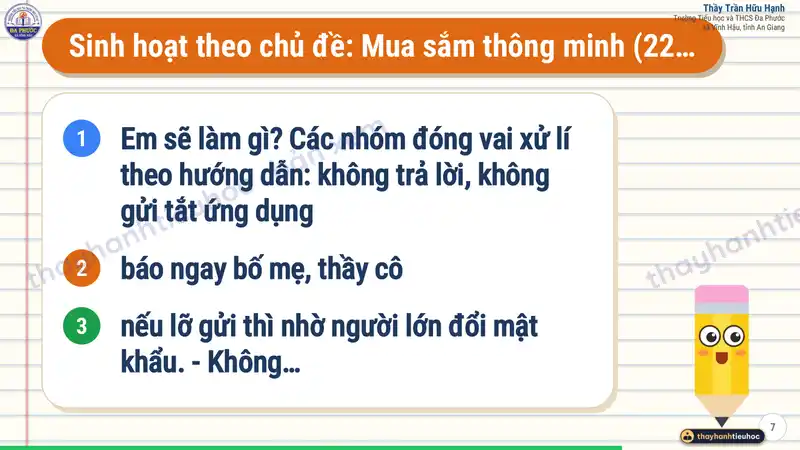 Thầy Trần Hữu Hạnh
Trường Tiểu học và THCS Đa Phước
xã Vĩnh Hậu, tỉnh An Giang
ĐA PHƯỚC
Sinh hoạt theo chủ đề: Mua sắm thông minh (22...
1 Em sẽ làm gì? Các nhóm đóng vai xử lí
theo hướng dẫn: không trả lời, không
gửi tắt ứng dụng
2 báo ngay bố mẹ, thầy cô
3 nếu lỡ gửi thì nhờ người lớn đổi mật
khẩu. - Không...
thayhanhtieuhoc
7